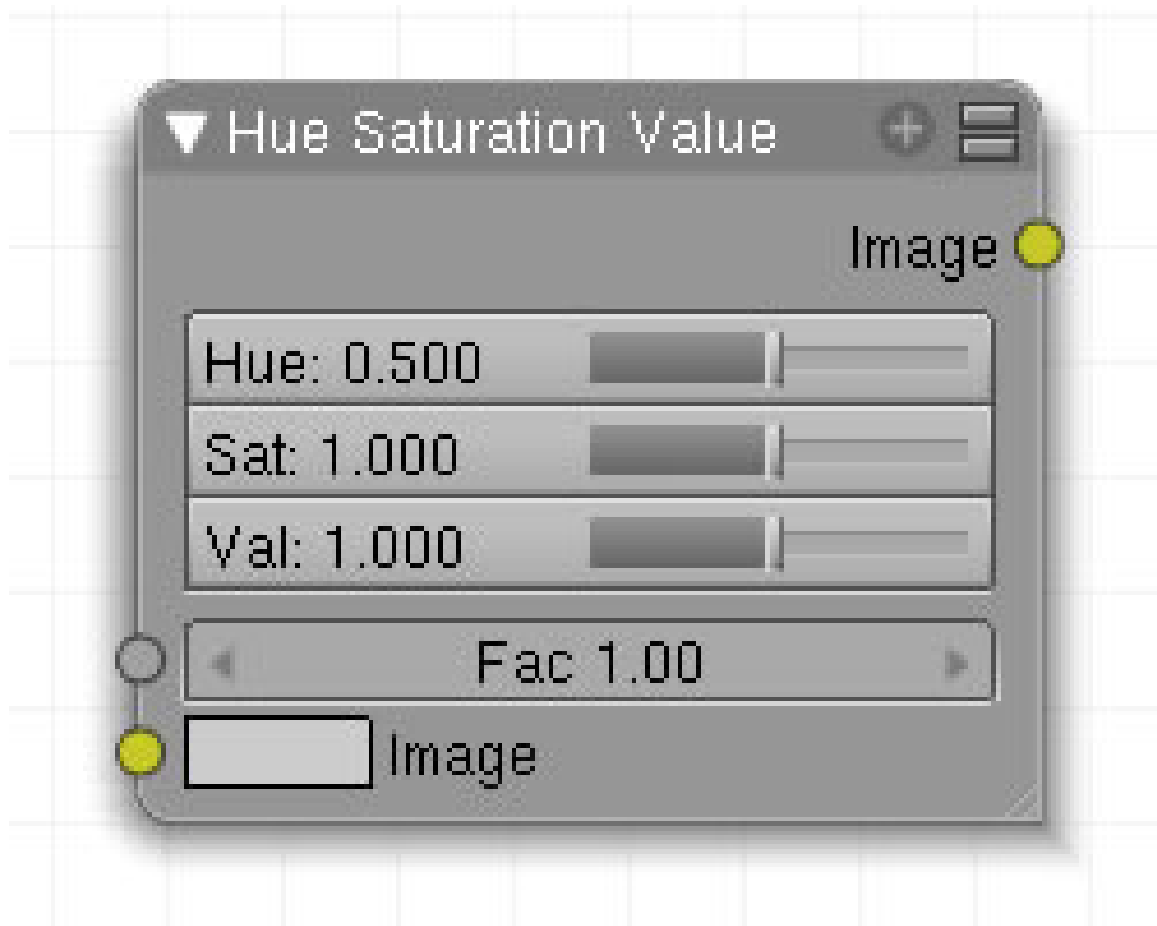 Hue Saturation Value
Image
Hue: 0.500
Sat: 1.000
Val: 1.000
Fac 1.00
Image